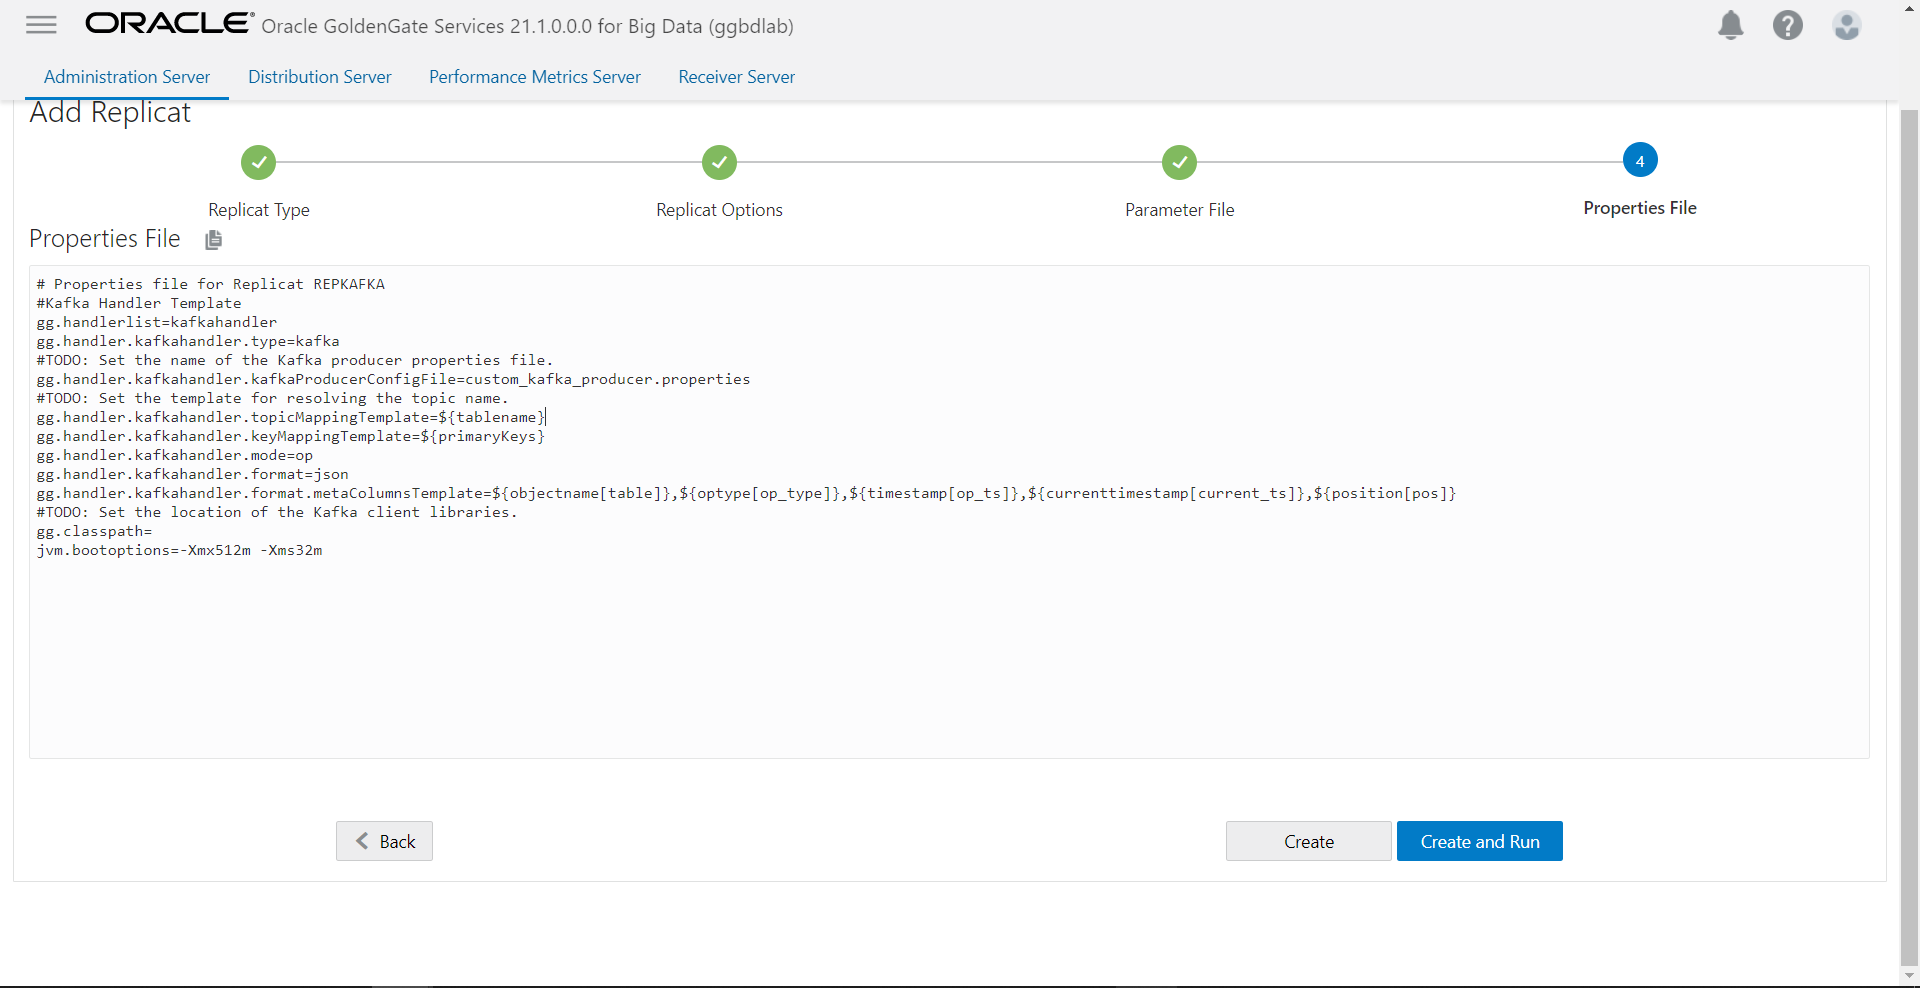 ORACLE® Oracle GoldenGate Services 21.1.0.0.0 for Big Data (ggbdlab)
Administration Server Distribution Server Performance Metrics Server Receiver Server
Add Replicat
4
Replicat Type Replicat Options Parameter File Properties File
Properties File
# Properties file for Replicat REPKAFKA
#Kafka Handler Template
gg.handlerlist=kafkahandler
gg.handler.kafkahandler.type=kafka
#TODO: Set the name of the Kafka producer properties file.
gg.handler.kafkahandler.kafkaProducerConfigFile=custom_kafka_producer.properties
#TODO: Set the template for resolving the topic name.
gg.handler.kafkahandler.topicMappingTemplate=${tablename}
gg.handler.kafkahandler.keyMappingTemplate=${primaryKeys}
gg.handler.kafkahandler.mode=op
gg.handler.kafkahandler.format=json
gg.handler.kafkahandler.format.metaColumnsTemplate=${objectname[table]},${optype[op_type]},${timestamp[op_ts]},${currenttimestamp[current_ts]},${position[pos]}
#TODO: Set the location of the Kafka client libraries.
gg.classpath=
jvm.bootoptions=-Xmx512m -Xms32m
Back Create Create and Run